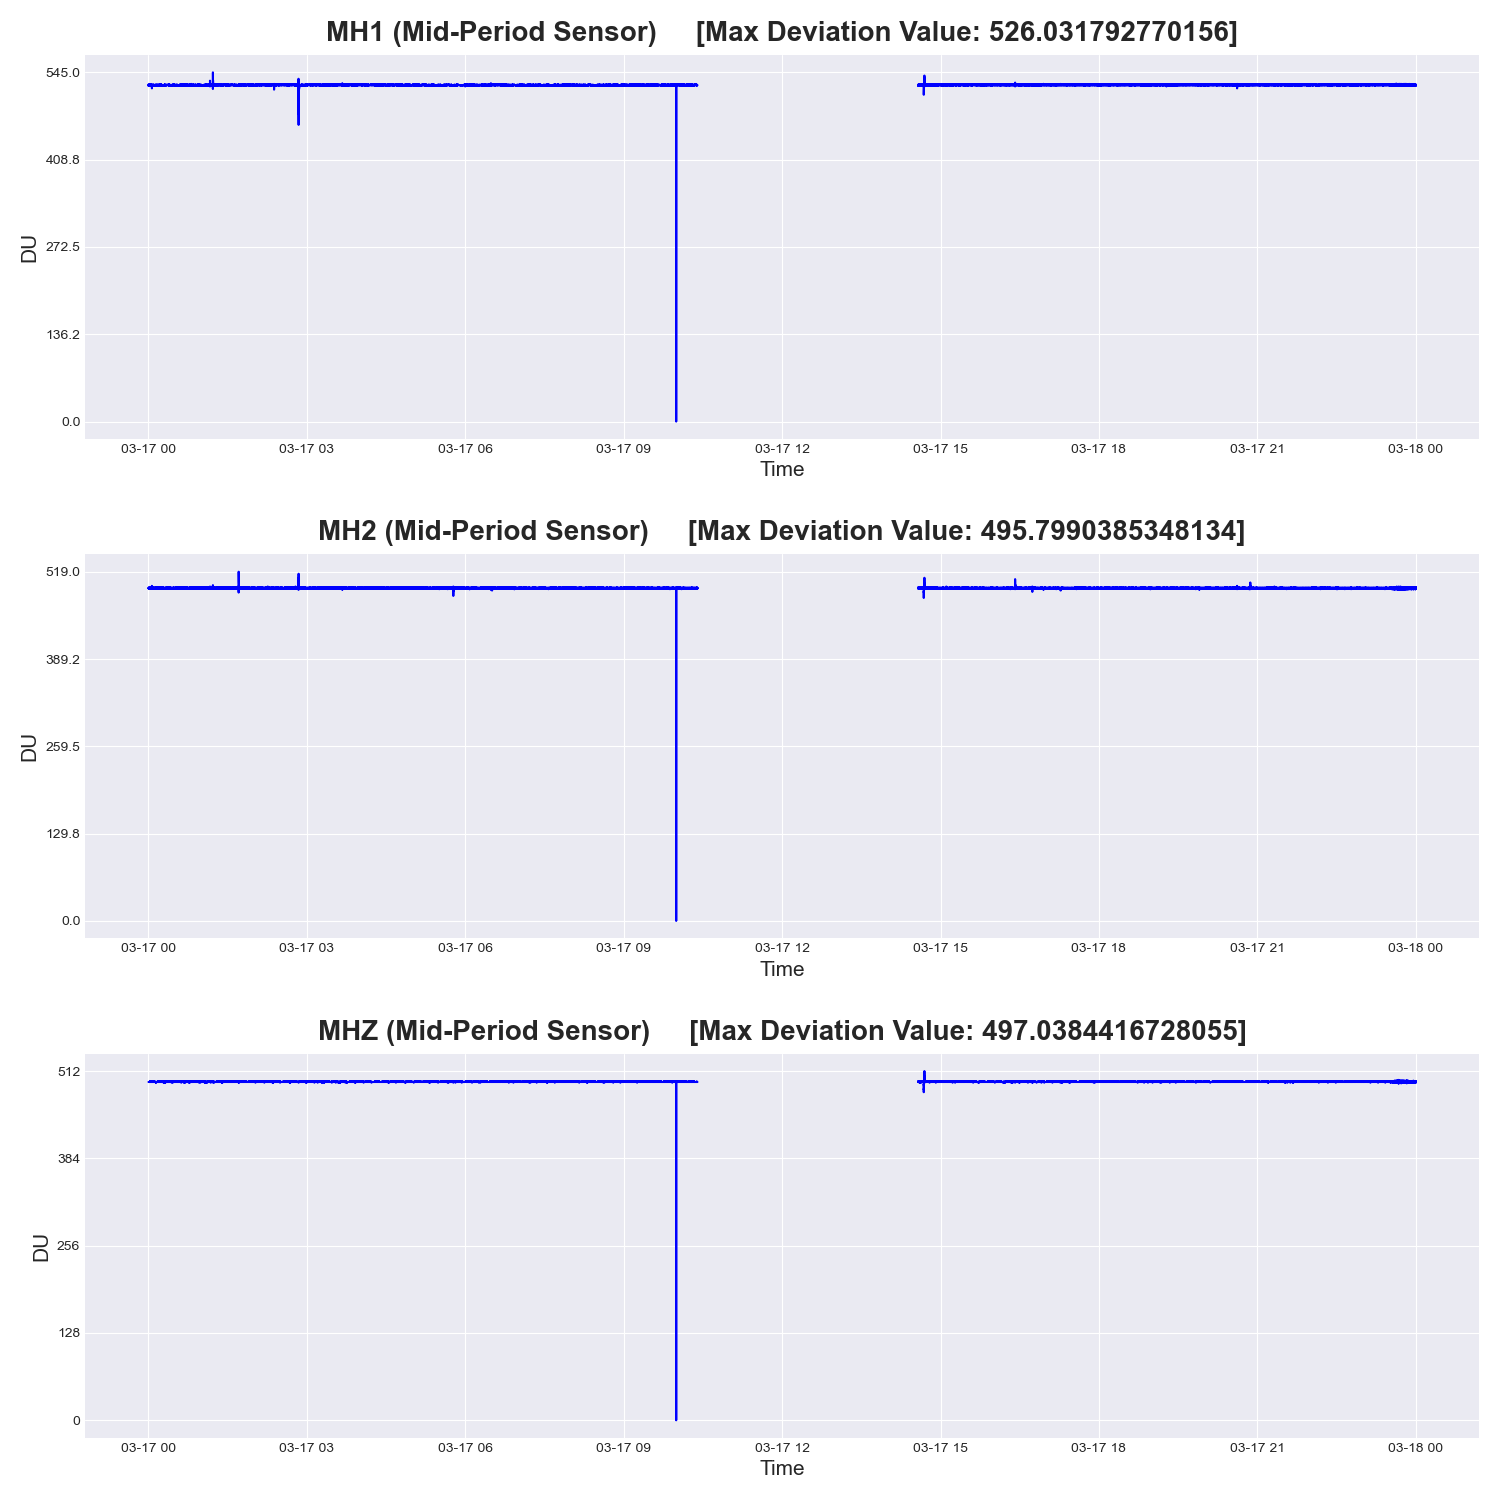 MH1 (Mid-Period Sensor) [Max Deviation Value: 526.031792770156]
545.0
408.8
272.5
136.2
0.0
DU
03-17 00 03-17 03 03-17 06 03-17 09 03-17 12 03-17 15 03-17 18 03-17 21 03-18 00
Time
MH2 (Mid-Period Sensor) [Max Deviation Value: 495.7990385348134]
519.0
389.2
259.5
129.8
0.0
DU
03-17 00 03-17 03 03-17 06 03-17 09 03-17 12 03-17 15 03-17 18 03-17 21 03-18 00
Time
MHZ (Mid-Period Sensor) [Max Deviation Value: 497.0384416728055]
512
384
256
128
0
DU
03-17 00 03-17 03 03-17 06 03-17 09 03-17 12 03-17 15 03-17 18 03-17 21 03-18 00
Time